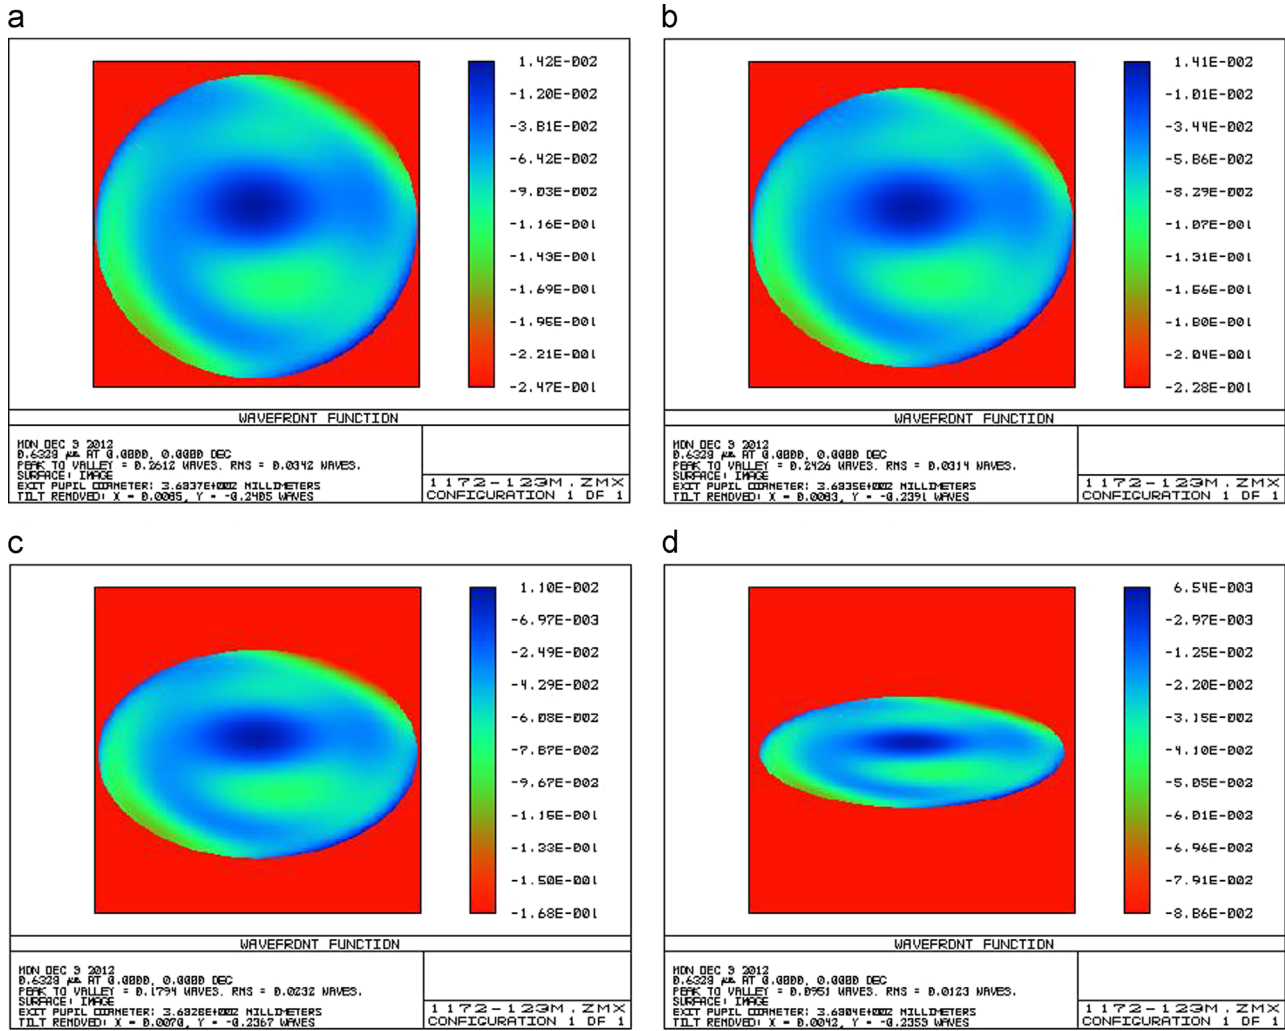 a
1.42E-002
-1.20E-002
-3.81E-002
-6.42E-002
-9.03E-002
-1.16E-001
-1.43E-001
-1.69E-001
-1.95E-001
-2.21E-001
-2.47E-001
WAVEFRONT FUNCTION
MON DEC 3 2012
0.6328 µm AT 0.0000, 0.0000 DEG
PEAK TO VALLEY = 0.2612 WAVES. RMS = 0.0342 WAVES.
SURFACE: IMAGE
EXIT PUPIL DIAMETER: 3.6837E+002 MILLIMETERS
TILT REMOVED: X = 0.0085, Y = -0.2405 WAVES
1172-123M.ZMX
CONFIGURATION 1 OF 1
b
1.41E-002
-1.01E-002
-3.44E-002
-5.86E-002
-8.29E-002
-1.07E-001
-1.31E-001
-1.56E-001
-1.80E-001
-2.04E-001
-2.28E-001
WAVEFRONT FUNCTION
MON DEC 3 2012
0.6328 µm AT 0.0000, 0.0000 DEG
PEAK TO VALLEY = 0.2426 WAVES. RMS = 0.0314 WAVES.
SURFACE: IMAGE
EXIT PUPIL DIAMETER: 3.6835E+002 MILLIMETERS
TILT REMOVED: X = 0.0083, Y = -0.2391 WAVES
1172-123M.ZMX
CONFIGURATION 1 OF 1
c
1.10E-002
-6.97E-003
-2.49E-002
-4.29E-002
-6.08E-002
-7.87E-002
-9.67E-002
-1.15E-001
-1.33E-001
-1.50E-001
-1.68E-001
WAVEFRONT FUNCTION
MON DEC 3 2012
0.6328 µm AT 0.0000, 0.0000 DEG
PEAK TO VALLEY = 0.1794 WAVES. RMS = 0.0232 WAVES.
SURFACE: IMAGE
EXIT PUPIL DIAMETER: 3.6826E+002 MILLIMETERS
TILT REMOVED: X = 0.0070, Y = -0.2367 WAVES
1172-123M.ZMX
CONFIGURATION 1 OF 1
d
6.54E-003
-2.97E-003
-1.25E-002
-2.20E-002
-3.15E-002
-4.10E-002
-5.05E-002
-6.01E-002
-6.96E-002
-7.91E-002
-8.86E-002
WAVEFRONT FUNCTION
MON DEC 3 2012
0.6328 µm AT 0.0000, 0.0000 DEG
PEAK TO VALLEY = 0.0951 WAVES. RMS = 0.0123 WAVES.
SURFACE: IMAGE
EXIT PUPIL DIAMETER: 3.6804E+002 MILLIMETERS
TILT REMOVED: X = 0.0042, Y = -0.2353 WAVES
1172-123M.ZMX
CONFIGURATION 1 OF 1